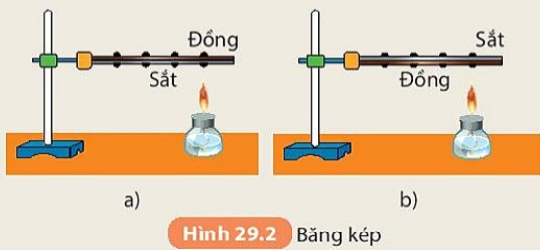 Đồng
Sắt
a)
Sắt
Đồng
b)
Hình 29.2 Băng kép